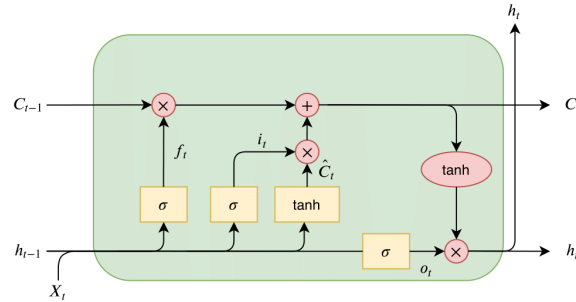 h_t
C_{t-1} × + C
i_t ×
f_t Ĉ_t tanh
σ σ tanh
h_{t-1} σ o_t × h
X_t